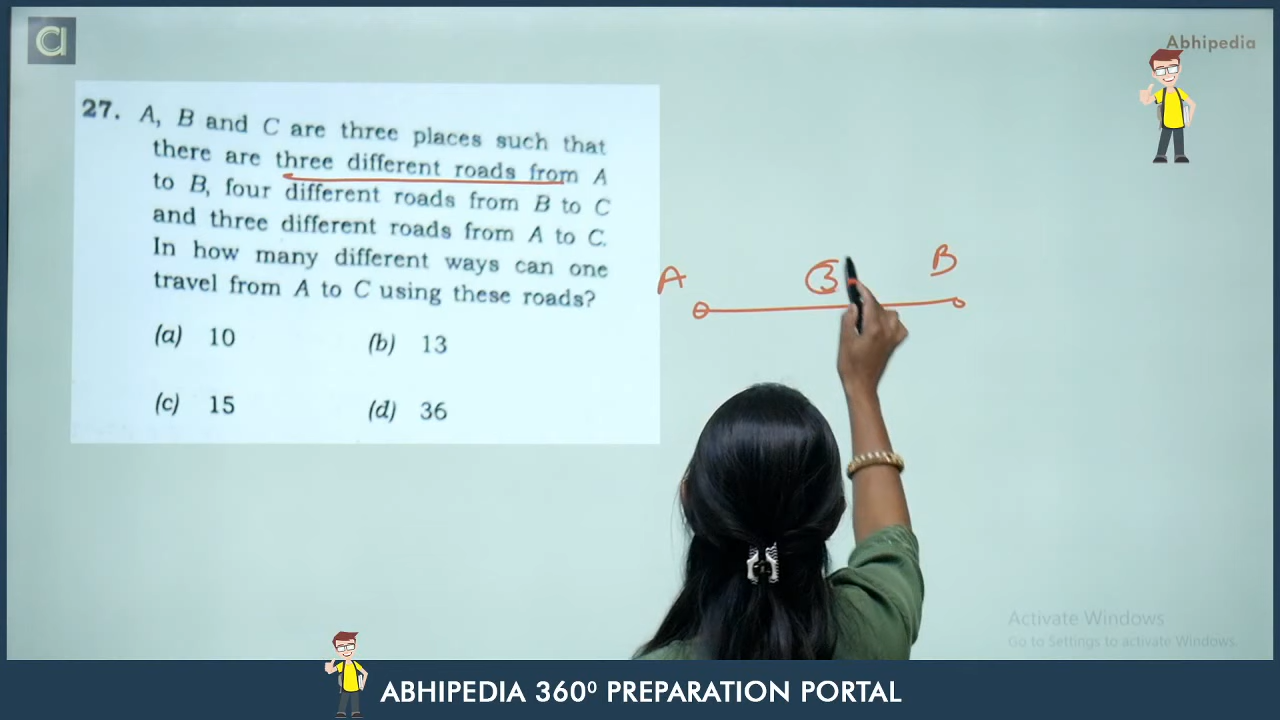 Abhipedia
27. A, B and C are three places such that
there are three different roads from A
to B, four different roads from B to C
and three different roads from A to C.
In how many different ways can one
travel from A to C using these roads?
(a) 10 (b) 13
(c) 15 (d) 36
A 3 B
Activate Windows
Go to Settings to activate Windows.
ABHIPEDIA 360⁰ PREPARATION PORTAL